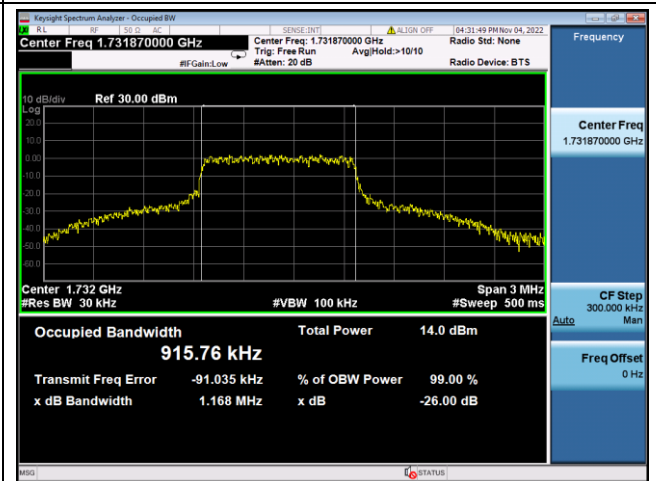 Keysight Spectrum Analyzer - Occupied BW
RL RF 50 Ω AC SENSE:INT ALIGN OFF 04:31:49 PM Nov 04, 2022
Center Freq 1.731870000 GHz Center Freq: 1.731870000 GHz Radio Std: None Frequency
Trig: Free Run Avg|Hold:>10/10
#IFGain:Low #Atten: 20 dB Radio Device: BTS
10 dB/div Ref 30.00 dBm
Log
20.0
10.0
0.00
-10.0
-20.0
-30.0
-40.0
-50.0
-60.0
Center Freq
1.731870000 GHz
Center 1.732 GHz Span 3 MHz
#Res BW 30 kHz #VBW 100 kHz #Sweep 500 ms
CF Step
300.000 kHz
Auto Man
Occupied Bandwidth Total Power 14.0 dBm
915.76 kHz
Transmit Freq Error -91.035 kHz % of OBW Power 99.00 %
x dB Bandwidth 1.168 MHz x dB -26.00 dB
Freq Offset
0 Hz
MSG STATUS